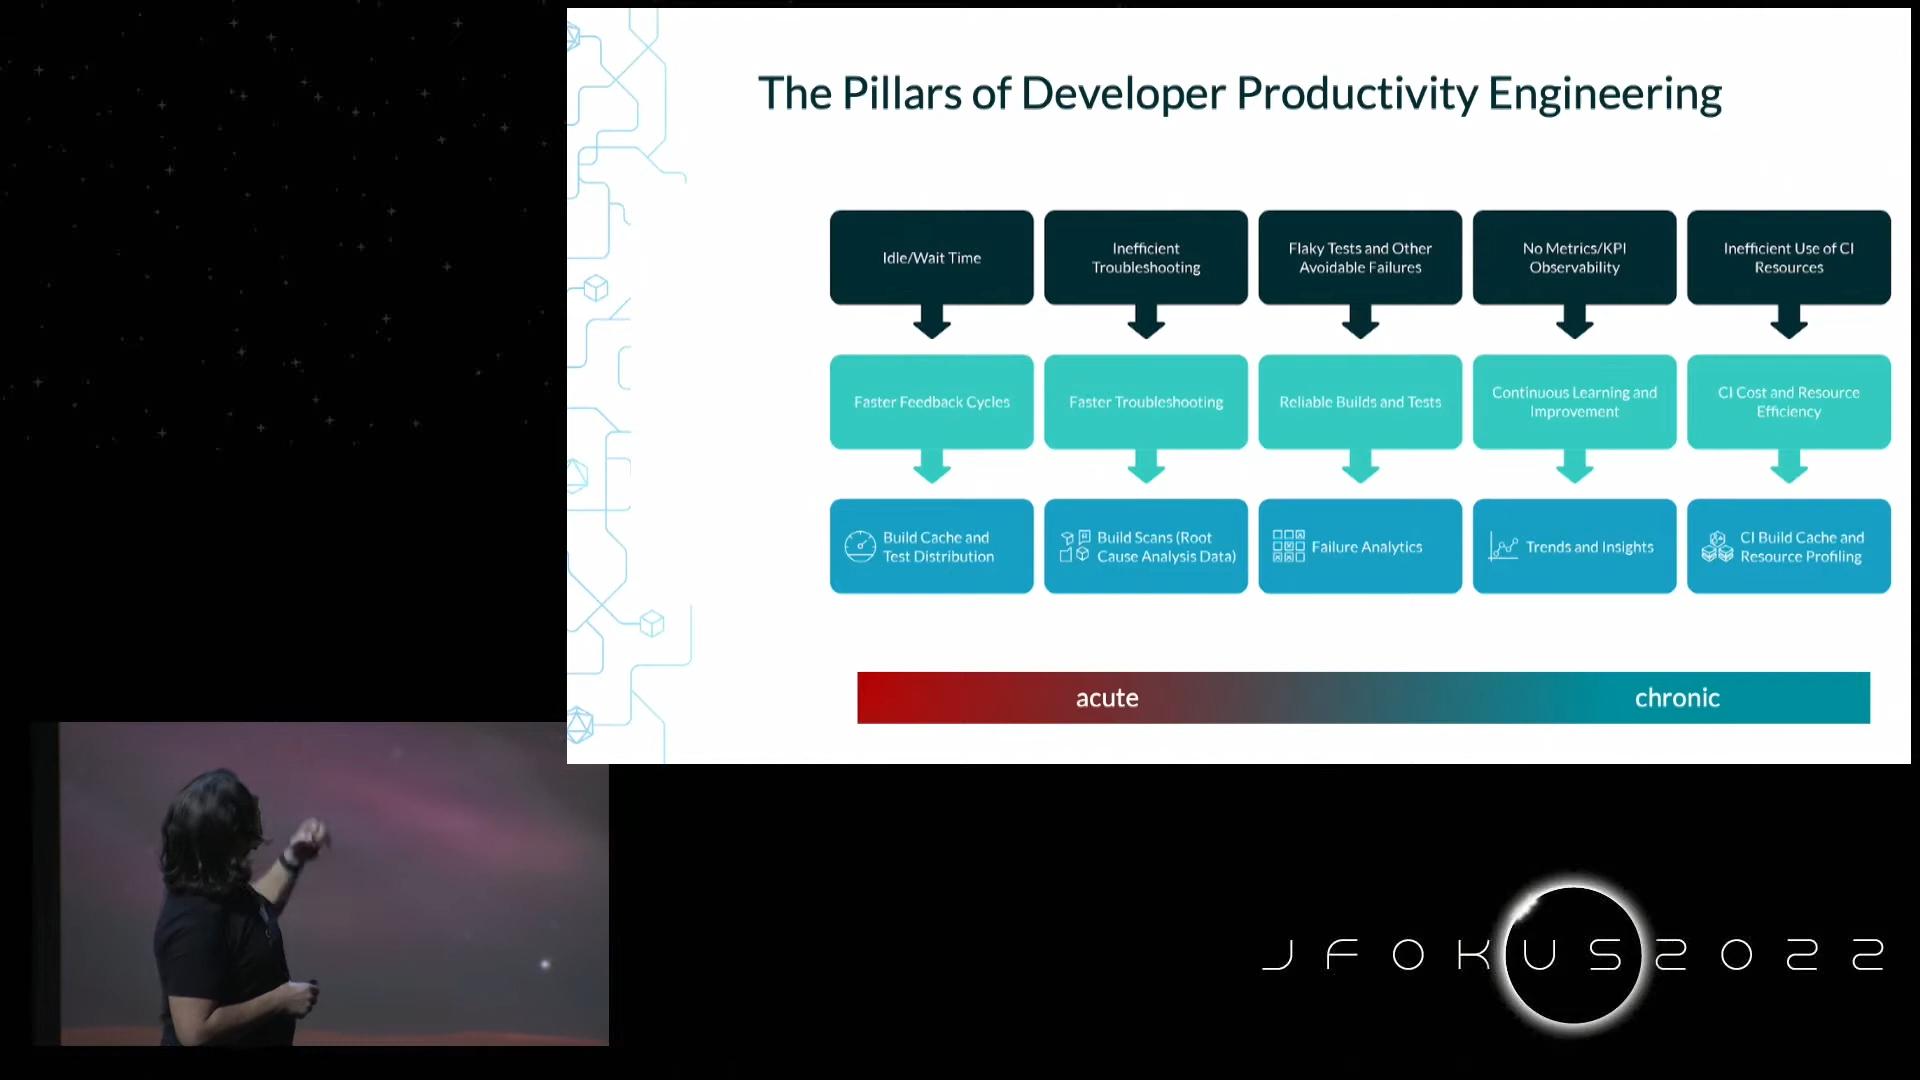 The Pillars of Developer Productivity Engineering
Idle/Wait Time
Inefficient
Troubleshooting
Flaky Tests and Other
Avoidable Failures
No Metrics/KPI
Observability
Inefficient Use of CI
Resources
Faster Feedback Cycles
Faster Troubleshooting
Reliable Builds and Tests
Continuous Learning and
Improvement
CI Cost and Resource
Efficiency
Build Cache and
Test Distribution
Build Scans (Root
Cause Analysis Data)
Failure Analytics
Trends and Insights
CI Build Cache and
Resource Profiling
acute
chronic
JFOKUS2022